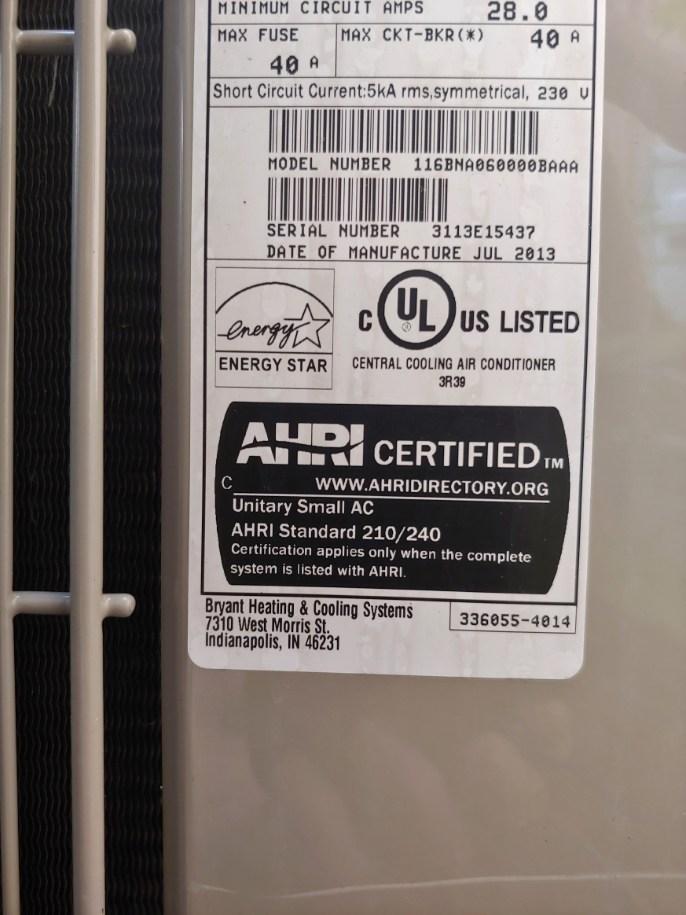 MINIMUM CIRCUIT AMPS 28.0
MAX FUSE MAX CKT-BKR(*) 40 A
40 A
Short Circuit Current:5kA rms,symmetrical, 230 V
MODEL NUMBER 116BNA060000BAAA
SERIAL NUMBER 3113E15437
DATE OF MANUFACTURE JUL 2013
energy
ENERGY STAR
C UL US LISTED
®
CENTRAL COOLING AIR CONDITIONER
3R39
AHRI CERTIFIED TM
C WWW.AHRIDIRECTORY.ORG
Unitary Small AC
AHRI Standard 210/240
Certification applies only when the complete
system is listed with AHRI.
Bryant Heating & Cooling Systems
7310 West Morris St.
Indianapolis, IN 46231
336055-4014